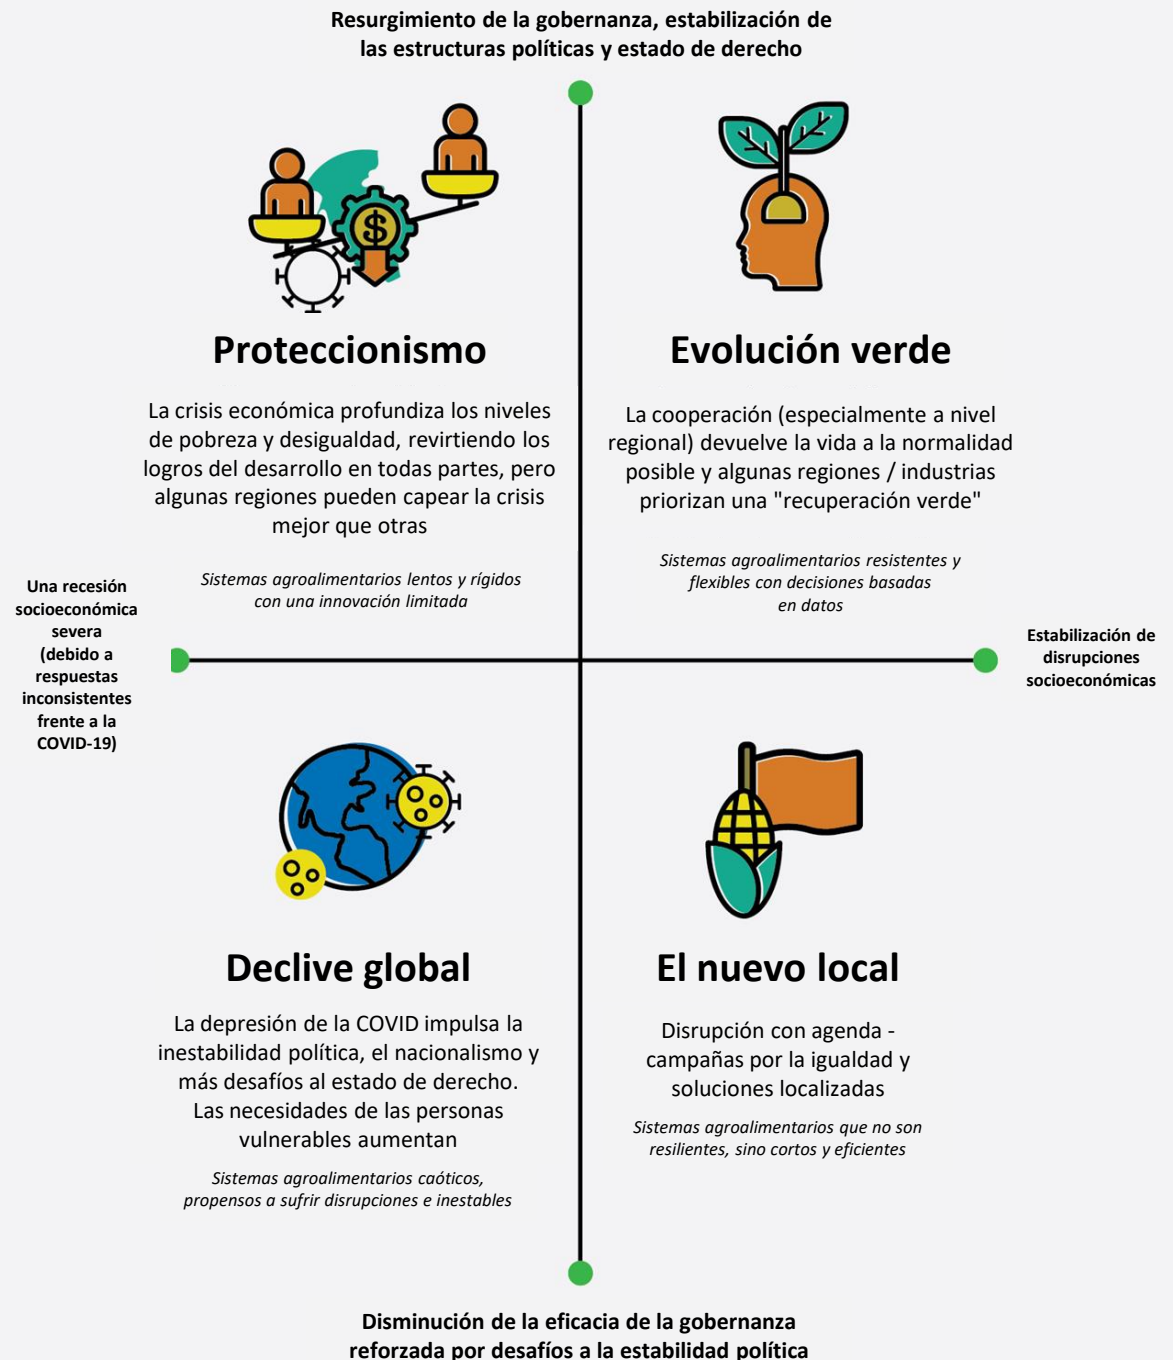 Resurgimiento de la gobernanza, estabilización de
las estructuras políticas y estado de derecho
$
Proteccionismo
La crisis económica profundiza los niveles
de pobreza y desigualdad, revirtiendo los
logros del desarrollo en todas partes, pero
algunas regiones pueden capear la crisis
mejor que otras
Sistemas agroalimentarios lentos y rígidos
con una innovación limitada
Evolución verde
La cooperación (especialmente a nivel
regional) devuelve la vida a la normalidad
posible y algunas regiones / industrias
priorizan una "recuperación verde"
Sistemas agroalimentarios resistentes y
flexibles con decisiones basadas
en datos
Una recesión
socioeconómica
severa
(debido a
respuestas
inconsistentes
frente a la
COVID-19)
Estabilización de
disrupciones
socioeconómicas
Declive global
La depresión de la COVID impulsa la
inestabilidad política, el nacionalismo y
más desafíos al estado de derecho.
Las necesidades de las personas
vulnerables aumentan
Sistemas agroalimentarios caóticos,
propensos a sufrir disrupciones e inestables
El nuevo local
Disrupción con agenda -
campañas por la igualdad y
soluciones localizadas
Sistemas agroalimentarios que no son
resilientes, sino cortos y eficientes
Disminución de la eficacia de la gobernanza
reforzada por desafíos a la estabilidad política